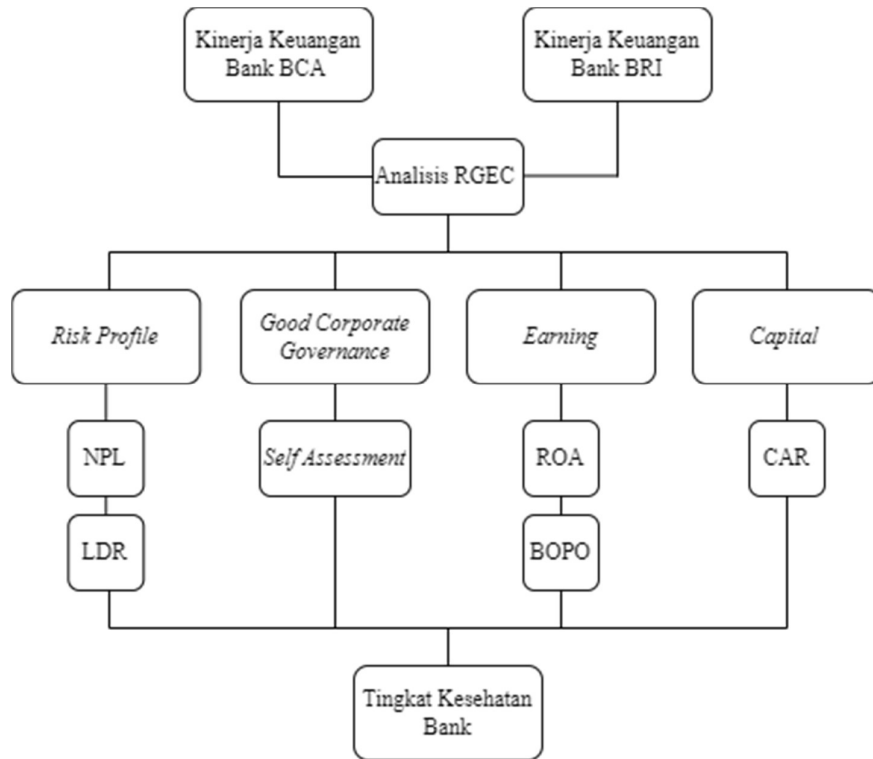 Kinerja Keuangan
Bank BCA
Kinerja Keuangan
Bank BRI
Analisis RGEC
Risk Profile
Good Corporate
Governance
Earning
Capital
NPL
Self Assessment
ROA
CAR
LDR
BOPO
Tingkat Kesehatan
Bank